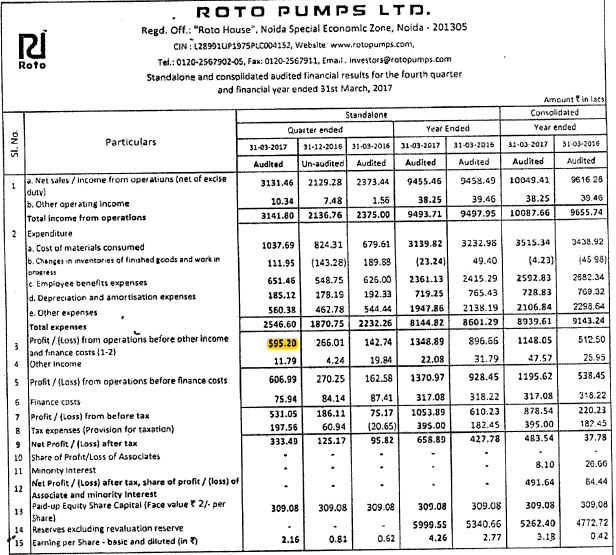 ROTO PUMPS LTD.
Roto
Regd. Off.: "Roto House", Noida Special Economic Zone, Noida - 201305
CIN : L28991UP1975PLC004152, Website: www.rotopumps.com,
Tel.: 0120-2567902-05, Fax: 0120-2567911, Email: investors@rotopumps.com
Standalone and consolidated audited financial results for the fourth quarter
and financial year ended 31st March, 2017
Amount ₹ in lacs
Sl. No. Particulars Standalone Consolidated
Quarter ended Year Ended Year ended
31-03-2017 31-12-2016 31-03-2016 31-03-2017 31-03-2016 31-03-2017 31-03-2016
Audited Un-audited Audited Audited Audited Audited Audited
1 a. Net sales / income from operations (net of excise duty) 3131.46 2129.28 2373.44 9455.46 9458.49 10049.41 9616.28
b. Other operating income 10.34 7.48 1.56 38.25 39.46 38.25 39.46
Total income from operations 3141.80 2136.76 2375.00 9493.71 9497.95 10087.66 9655.74
2 Expenditure
a. Cost of materials consumed 1037.69 824.31 679.61 3139.82 3232.98 3515.34 3438.92
b. Changes in inventories of finished goods and work in progress 111.95 (143.28) 189.88 (23.24) 49.40 (4.23) (45.98)
c. Employee benefits expenses 651.46 548.75 626.00 2361.13 2415.29 2592.83 2682.34
d. Depreciation and amortisation expenses 185.12 178.19 192.33 719.25 765.43 728.83 769.32
e. Other expenses 560.38 462.78 544.44 1947.86 2138.19 2106.84 2298.64
Total expenses 2546.60 1870.75 2232.26 8144.82 8601.29 8939.61 9143.24
3 Profit / (Loss) from operations before other income and finance costs (1-2) 595.20 266.01 142.74 1348.89 896.66 1148.05 512.50
4 Other income 11.79 4.24 19.84 22.08 31.79 47.57 25.95
5 Profit / (Loss) from operations before finance costs 606.99 270.25 162.58 1370.97 928.45 1195.62 538.45
6 Finance costs 75.94 84.14 87.41 317.08 318.22 317.08 318.22
7 Profit / (Loss) from before tax 531.05 186.11 75.17 1053.89 610.23 878.54 220.23
8 Tax expenses (Provision for taxation) 197.56 60.94 (20.65) 395.00 182.45 395.00 182.45
9 Net Profit / (Loss) after tax 333.49 125.17 95.82 658.89 427.78 483.54 37.78
10 Share of Profit/Loss of Associates - - - - - - -
11 Minority Interest - - - - - 8.10 26.66
12 Net Profit / (Loss) after tax, share of profit / (loss) of Associate and minority Interest - - - - - 491.64 64.44
13 Paid-up Equity Share Capital (Face value ₹ 2/- per Share) 309.08 309.08 309.08 309.08 309.08 309.08 309.08
14 Reserves excluding revaluation reserve - - - 5999.55 5340.66 5262.40 4772.72
15 Earning per Share - basic and diluted (in ₹) 2.16 0.81 0.62 4.26 2.77 3.18 0.42